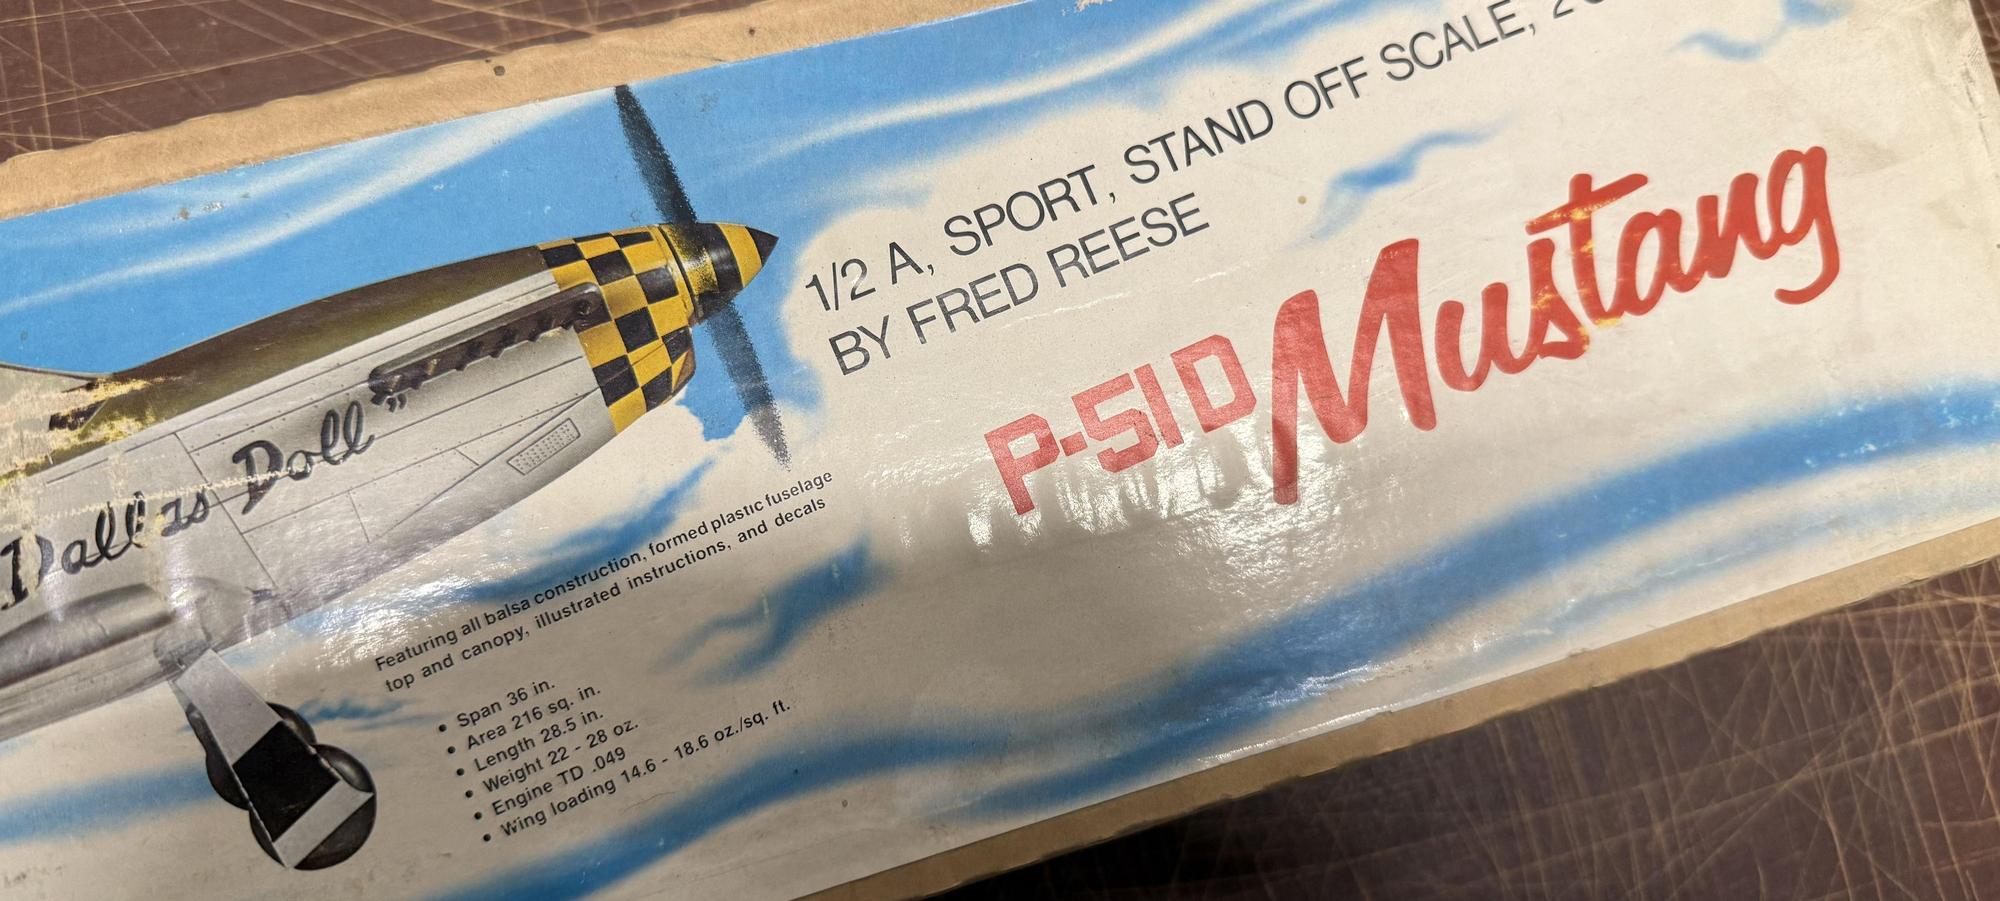 1/2 A, SPORT, STAND OFF SCALE,
BY FRED REESE
P-51D Mustang
Dallas Doll"
Featuring all balsa construction, formed plastic fuselage
top and canopy, illustrated instructions, and decals
• Span 36 in.
• Area 216 sq. in.
• Length 28.5 in.
• Weight 22 - 28 oz.
• Engine TD .049
• Wing loading 14.6 - 18.6 oz./sq. ft.